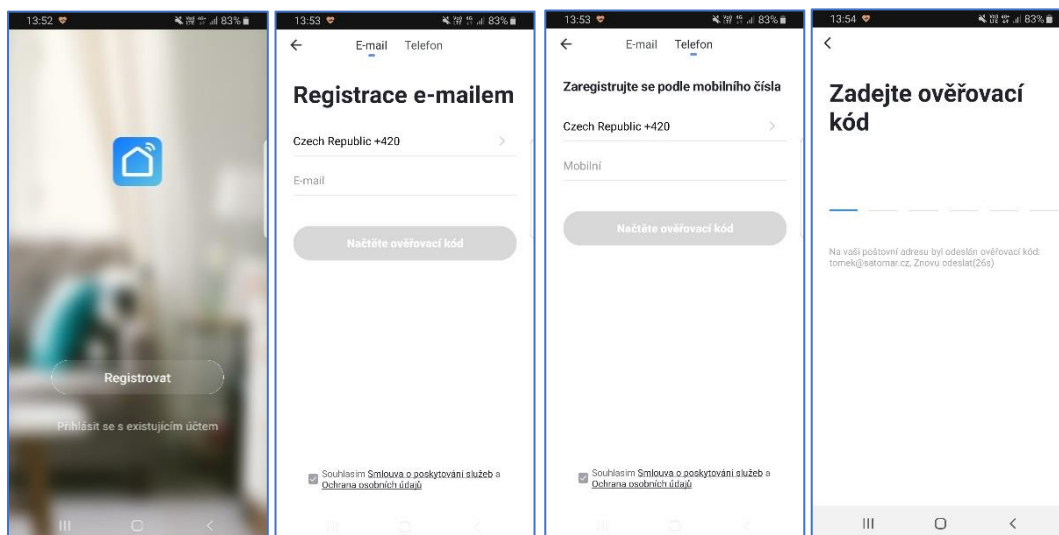 13:52
83%
Registrovat
Přihlásit se s existujícím účtem
13:53
83%
E-mail Telefon
Registrace e-mailem
Czech Republic +420
E-mail
Načtěte ověřovací kód
Souhlasím Smlouva o poskytování služeb a
Ochrana osobních údajů
13:53
83%
E-mail Telefon
Zaregistrujte se podle mobilního čísla
Czech Republic +420
Mobilní
Načtěte ověřovací kód
Souhlasím Smlouva o poskytování služeb a
Ochrana osobních údajů
13:54
83%
Zadejte ověřovací
kód
Na vaši poštovní adresu byl odeslán ověřovací kód:
tomek@satomar.cz, Znovu odeslat(26s)